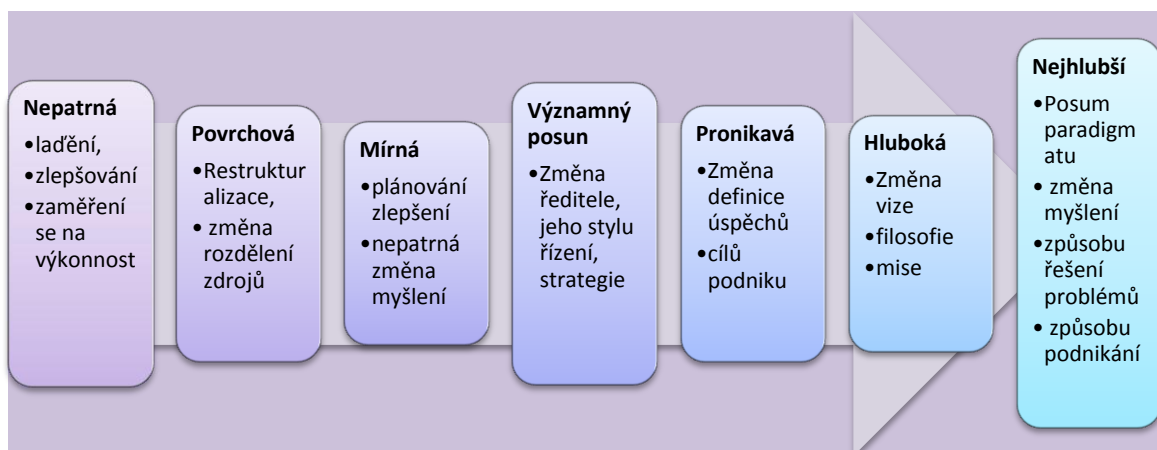 Nepatrná
•laďění,
•zlepšování
•zaměření
se na
výkonnost
Povrchová
•Restruktur
alizace,
• změna
rozdělení
zdrojů
Mírná
•plánování
zlepšení
•nepatrná
změna
myšlení
Významný
posun
•Změna
ředitele,
jeho stylu
řízení,
strategie
Pronikavá
•Změna
definice
úspěchů
•cílů
podniku
Hluboká
•Změna
vize
•filosofie
•mise
Nejhlubší
•Posum
paradigm
atu
• změna
myšlení
•způsobu
řešení
problémů
• způsobu
podnikání